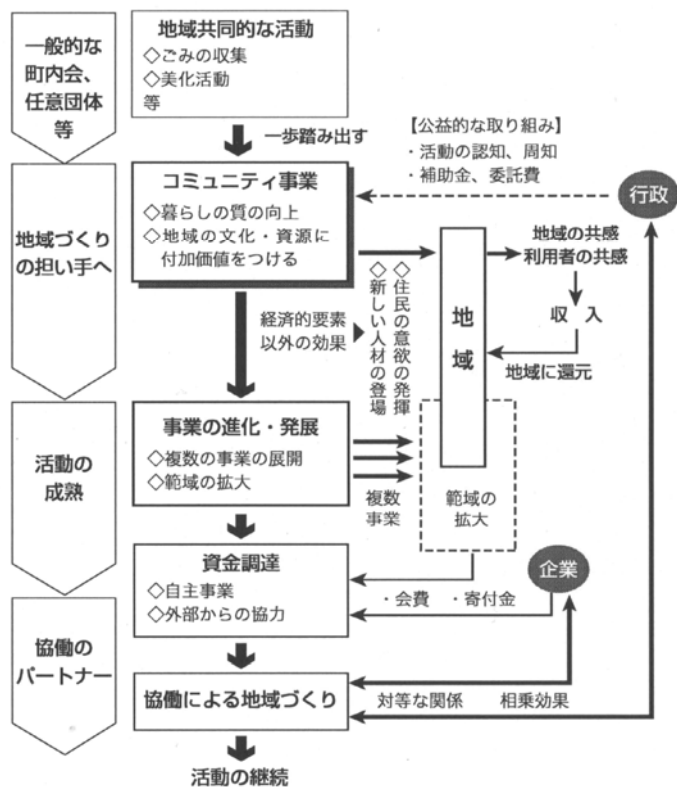 一般的な
町内会、
任意団体
等
地域共同的な活動
◇ごみの収集
◇美化活動
等
一歩踏み出す
【公益的な取り組み】
・活動の認知、周知
・補助金、委託費
行政
地域づくり
の担い手へ
コミュニティ事業
◇暮らしの質の向上
◇地域の文化・資源に
付加価値をつける
経済的要素
以外の効果
◇住民の意欲の発揮
◇新しい人材の登場
地域
地域の共感
利用者の共感
収 入
地域に還元
活動の
成熟
事業の進化・発展
◇複数の事業の展開
◇範域の拡大
複数
事業
範域の
拡大
資金調達
◇自主事業
◇外部からの協力
・会費 ・寄付金
企業
協働の
パートナー
協働による地域づくり
対等な関係 相乗効果
活動の継続